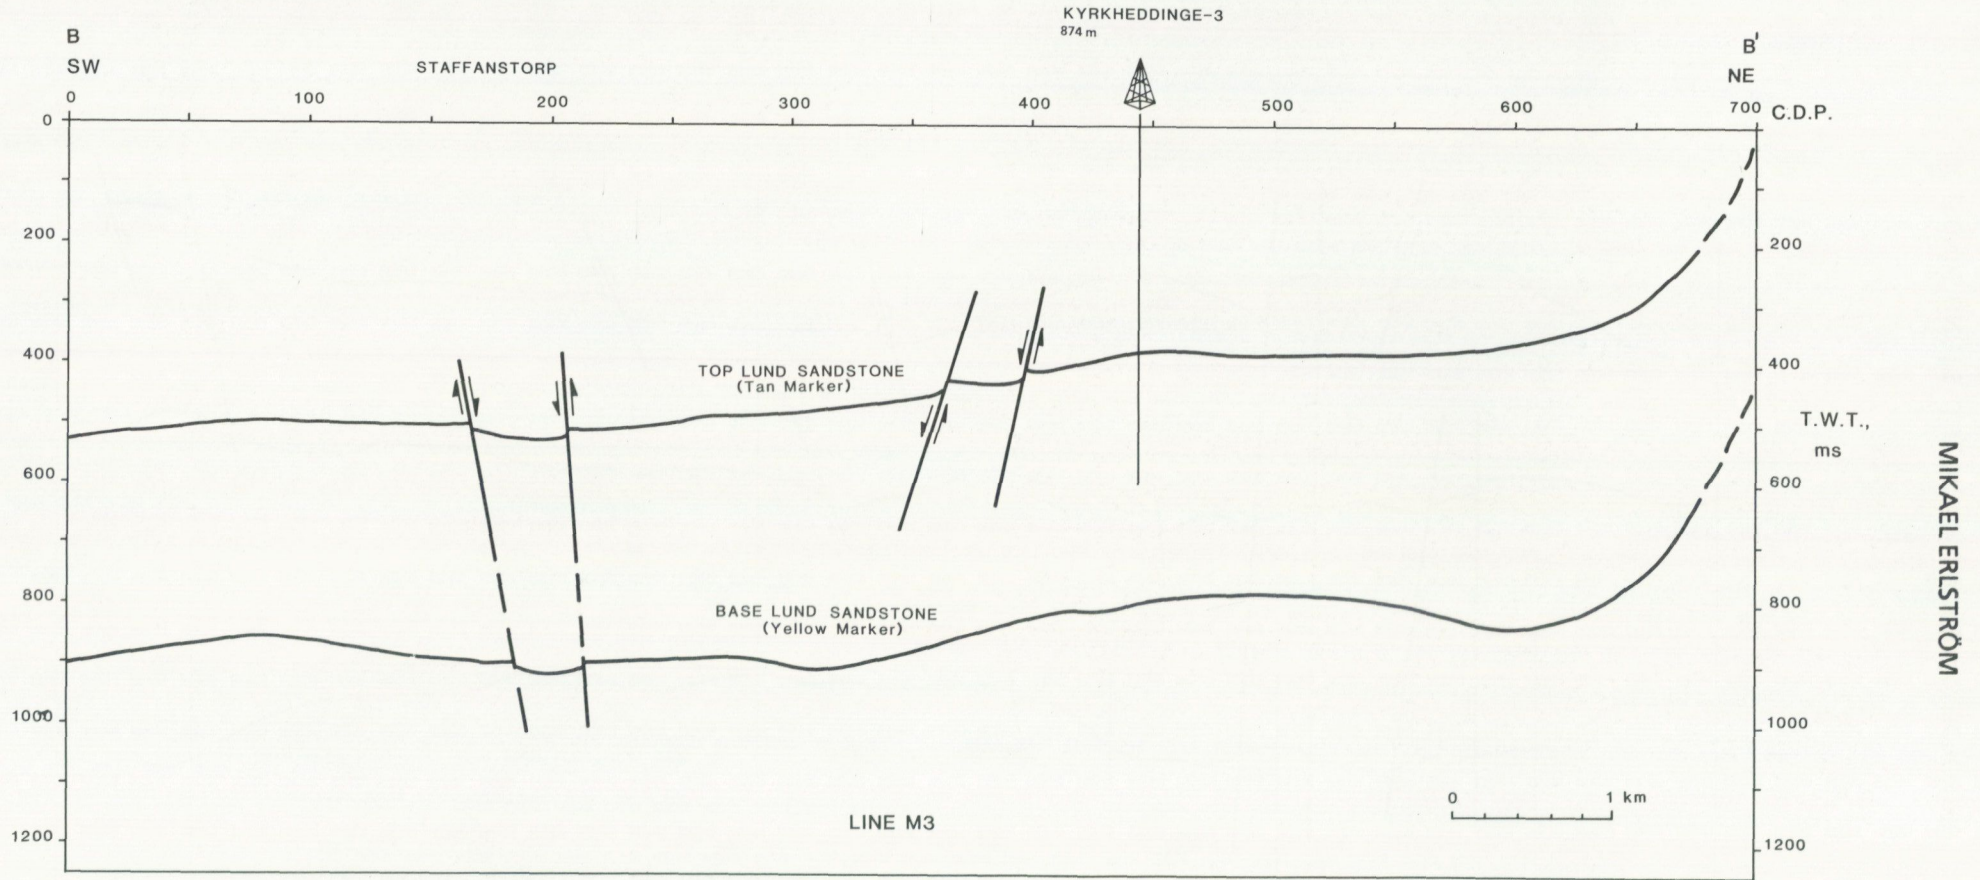 KYRKHEDDINGE-3
874 m
B
SW
STAFFANSTORP
B'
NE
0 100 200 300 400 500 600 700 C.D.P.
0
200
200
400
400
TOP LUND SANDSTONE
(Tan Marker)
T.W.T.,
ms
600
600
800
800
BASE LUND SANDSTONE
(Yellow Marker)
1000
1000
0 1 km
LINE M3
1200
1200
MIKAEL ERLSTRÖM